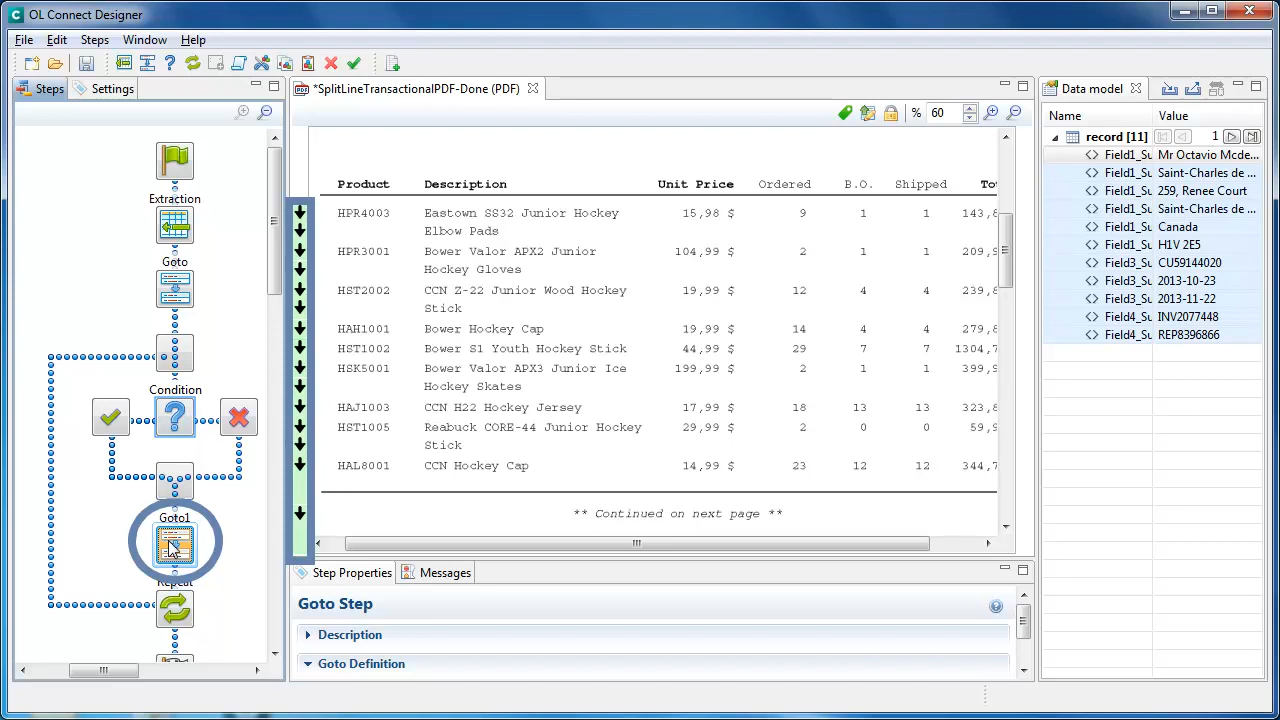 OL Connect Designer
File Edit Steps Window Help
Steps Settings
*SplitLineTransactionalPDF-Done (PDF)
Data model
% 60
Name Value
record [11] 1
Field1_Su Mr Octavio Mcde...
Field1_Su Saint-Charles de ...
Field1_Su 259, Renee Court
Field1_Su Saint-Charles de ...
Field1_Su Canada
Field1_Su H1V 2E5
Field3_Su CU59144020
Field3_Su 2013-10-23
Field3_Su 2013-11-22
Field4_Su INV2077448
Field4_Su REP8396866
Extraction
Goto
Condition
Goto1
Repeat
Product Description Unit Price Ordered B.O. Shipped Tot
HPR4003 Eastown SS32 Junior Hockey 15,98 $ 9 1 1 143,8
Elbow Pads
HPR3001 Bower Valor APX2 Junior 104,99 $ 2 1 1 209,9
Hockey Gloves
HST2002 CCN Z-22 Junior Wood Hockey 19,99 $ 12 4 4 239,8
Stick
HAH1001 Bower Hockey Cap 19,99 $ 14 4 4 279,8
HST1002 Bower S1 Youth Hockey Stick 44,99 $ 29 7 7 1304,7
HSK5001 Bower Valor APX3 Junior Ice 199,99 $ 2 1 1 399,9
Hockey Skates
HAJ1003 CCN H22 Hockey Jersey 17,99 $ 18 13 13 323,8
HST1005 Reabuck CORE-44 Junior Hockey 29,99 $ 2 0 0 59,9
Stick
HAL8001 CCN Hockey Cap 14,99 $ 23 12 12 344,7
** Continued on next page **
Step Properties Messages
Goto Step
Description
Goto Definition